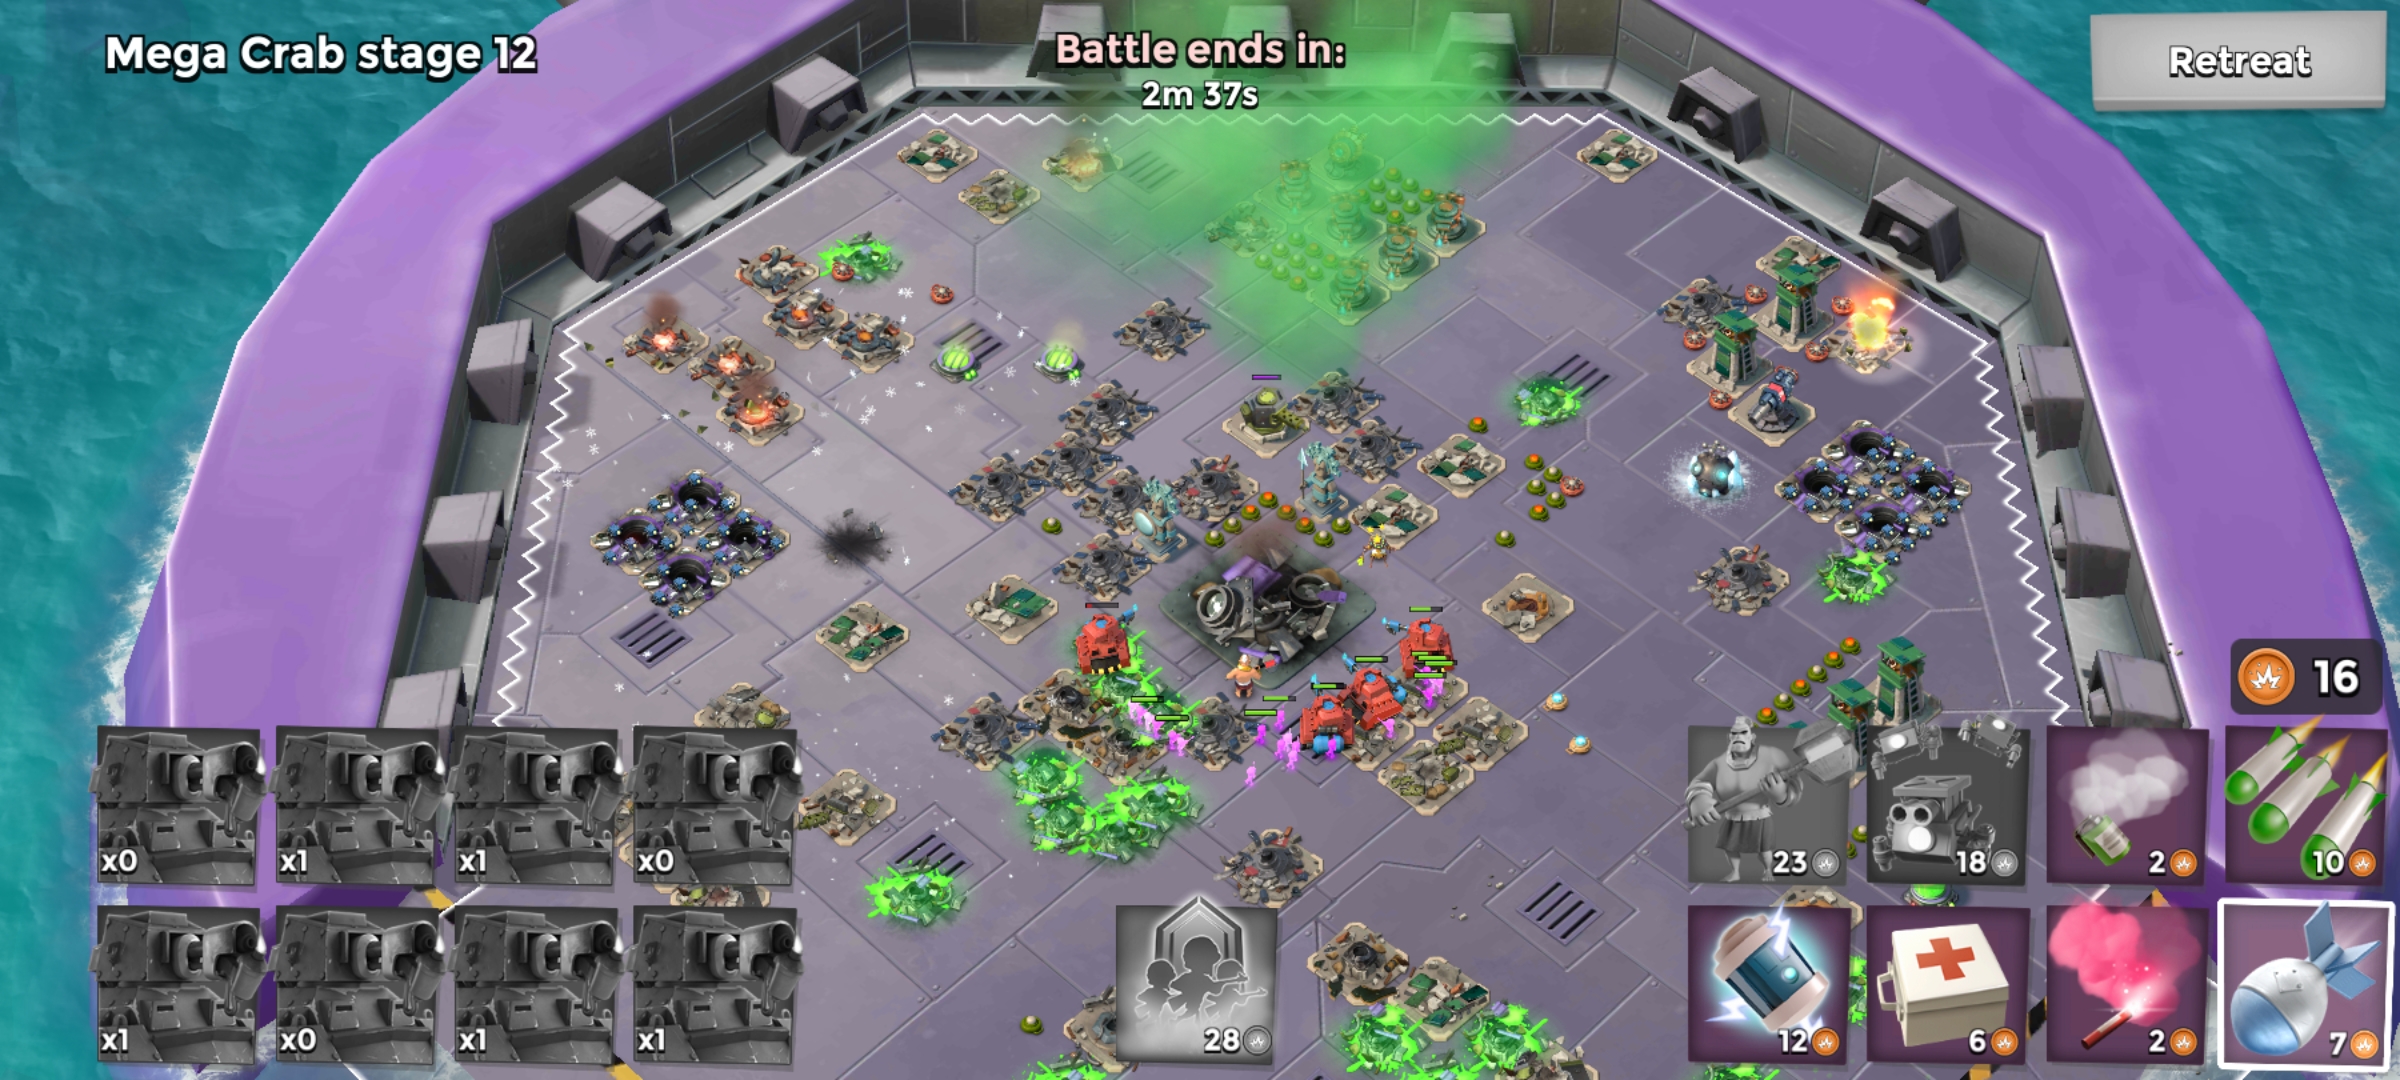 Mega Crab stage 12
Battle ends in:
2m 37s
Retreat
16
x0
x1
x1
x0
23
18
2
10
x1
x0
x1
x1
28
12
6
2
7